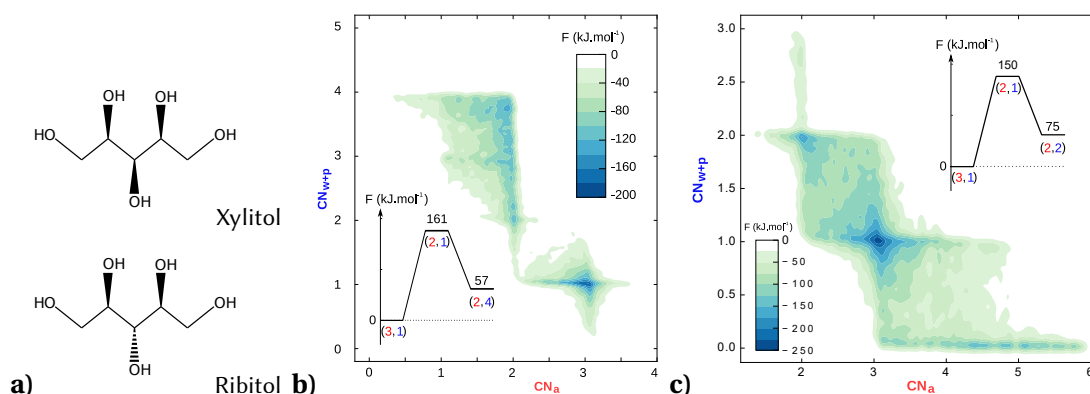 OH OH
HO OH
OH
Xylitol
OH OH
HO OH
OH
Ribitol
a)
5
4
3
2
1
0
CNw+p
F (kJ.mol-1)
0
-40
-80
-120
-160
-200
F (kJ.mol-1)
161
(2,1)
57
(2,4)
0
(3,1)
0 1 2 3 4
CNa
b)
3.0
2.5
2.0
1.5
1.0
0.5
0.0
CNw+p
F (kJ.mol-1)
150
(2,1)
75
(2,2)
0
(3,1)
F (kJ,mol-1)
0
− 50
− 100
− 150
− 200
− 250
1 2 3 4 5 6
CNa
c)